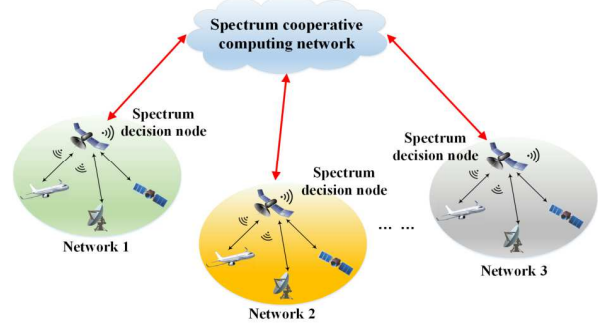 Spectrum cooperative
computing network
Spectrum
decision node
Network 1
Spectrum
decision node
Network 2
... ...
Spectrum
decision node
Network 3